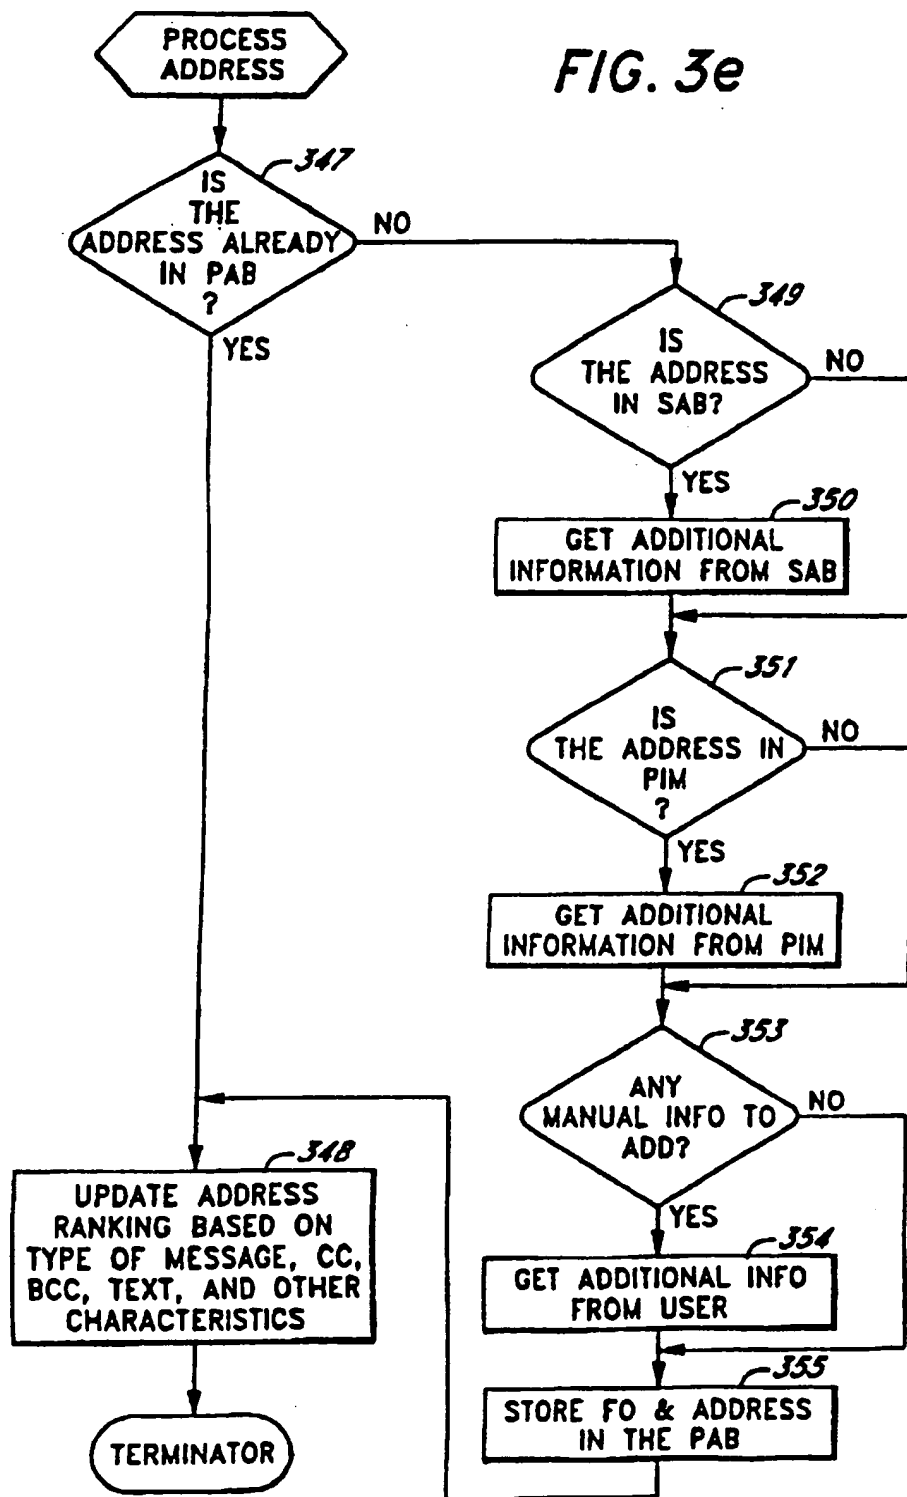 PROCESS
ADDRESS
FIG. 3e
347
IS
THE
ADDRESS ALREADY
IN PAB
?
NO
YES
349
IS
THE ADDRESS
IN SAB?
NO
YES
350
GET ADDITIONAL
INFORMATION FROM SAB
351
IS
THE ADDRESS IN
PIM
?
NO
YES
352
GET ADDITIONAL
INFORMATION FROM PIM
353
ANY
MANUAL INFO TO
ADD?
NO
YES
354
GET ADDITIONAL INFO
FROM USER
355
STORE FO & ADDRESS
IN THE PAB
348
UPDATE ADDRESS
RANKING BASED ON
TYPE OF MESSAGE, CC,
BCC, TEXT, AND OTHER
CHARACTERISTICS
TERMINATOR